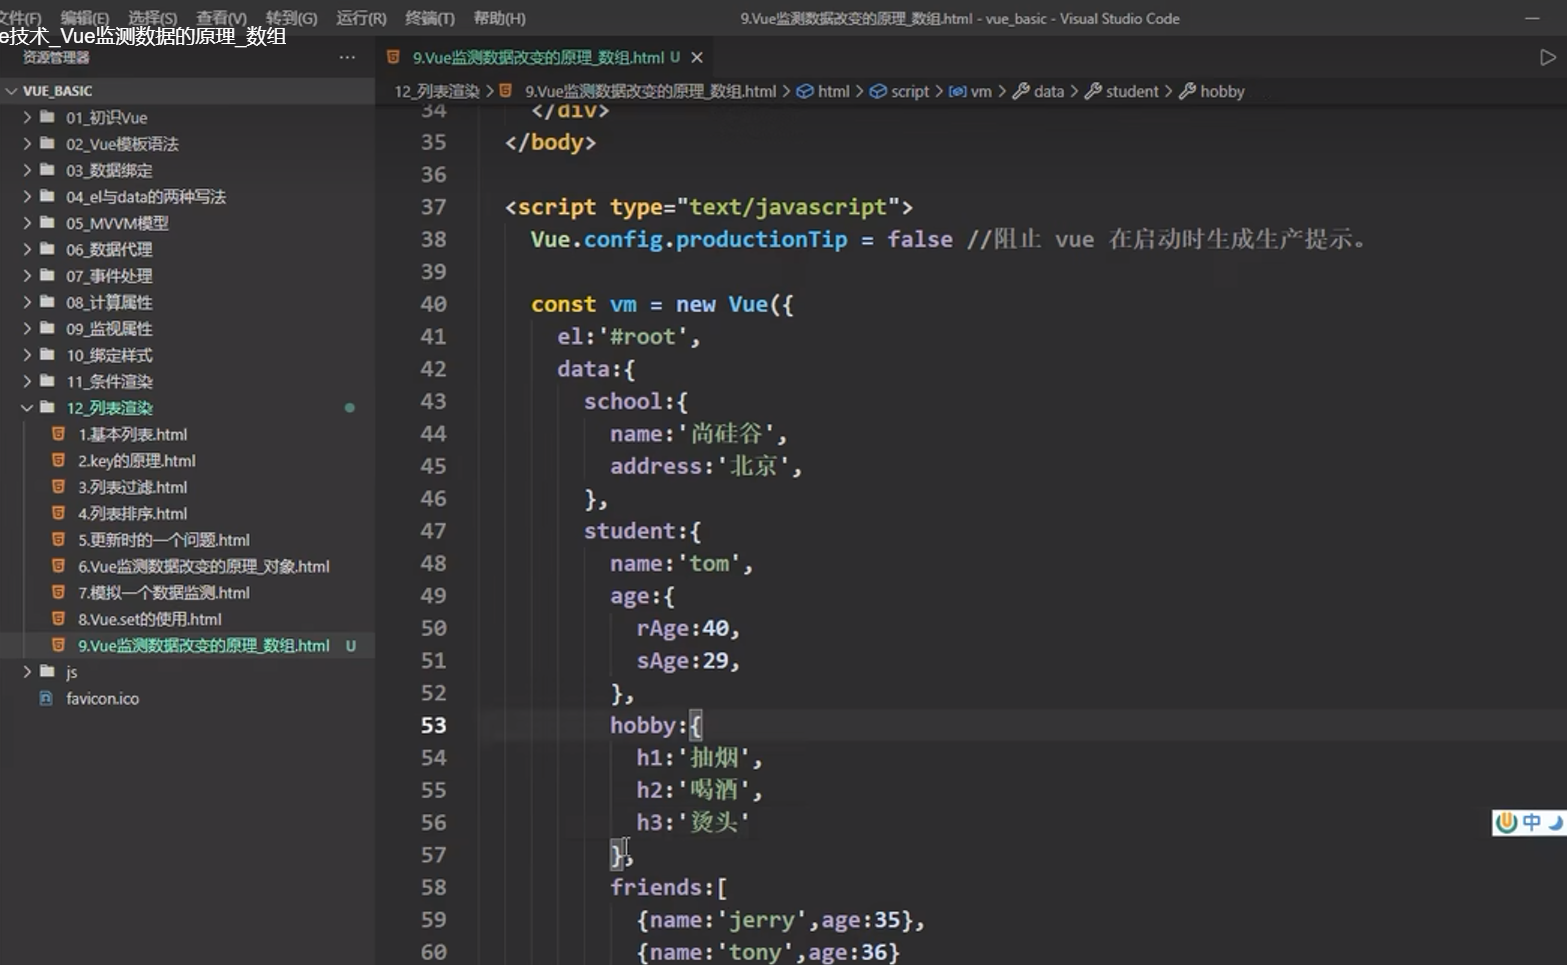 文件(F) 编辑(E) 选择(S) 查看(V) 转到(G) 运行(R) 终端(T) 帮助(H) 9.Vue监测数据改变的原理_数组.html - vue_basic - Visual Studio Code
e技术_Vue监测数据的原理_数组
资源管理器 ···
9.Vue监测数据改变的原理_数组.html U
VUE_BASIC
12_列表渲染 > 9.Vue监测数据改变的原理_数组.html > html > script > vm > data > student > hobby
01_初识Vue
02_Vue模板语法
03_数据绑定
04_el与data的两种写法
05_MVVM模型
06_数据代理
07_事件处理
08_计算属性
09_监视属性
10_绑定样式
11_条件渲染
12_列表渲染
1.基本列表.html
2.key的原理.html
3.列表过滤.html
4.列表排序.html
5.更新时的一个问题.html
6.Vue监测数据改变的原理_对象.html
7.模拟一个数据监测.html
8.Vue.set的使用.html
9.Vue监测数据改变的原理_数组.html U
js
favicon.ico
34 </div>
35 </body>
36
37 <script type="text/javascript">
38 Vue.config.productionTip = false //阻止 vue 在启动时生成生产提示。
39
40 const vm = new Vue({
41 el:'#root',
42 data:{
43 school:{
44 name:'尚硅谷',
45 address:'北京',
46 },
47 student:{
48 name:'tom',
49 age:{
50 rAge:40,
51 sAge:29,
52 },
53 hobby:{
54 h1:'抽烟',
55 h2:'喝酒',
56 h3:'烫头'
57 },
58 friends:[
59 {name:'jerry',age:35},
60 {name:'tony',age:36}
中